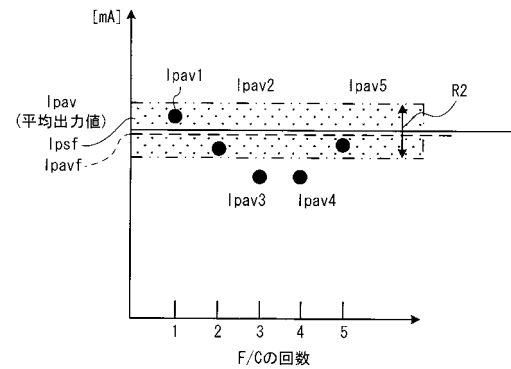 [mA]
Ipav
(平均出力値)
Ipsf
Ipavf
Ipav1
Ipav2
Ipav5
R2
Ipav3
Ipav4
1
2
3
4
5
F/Cの回数